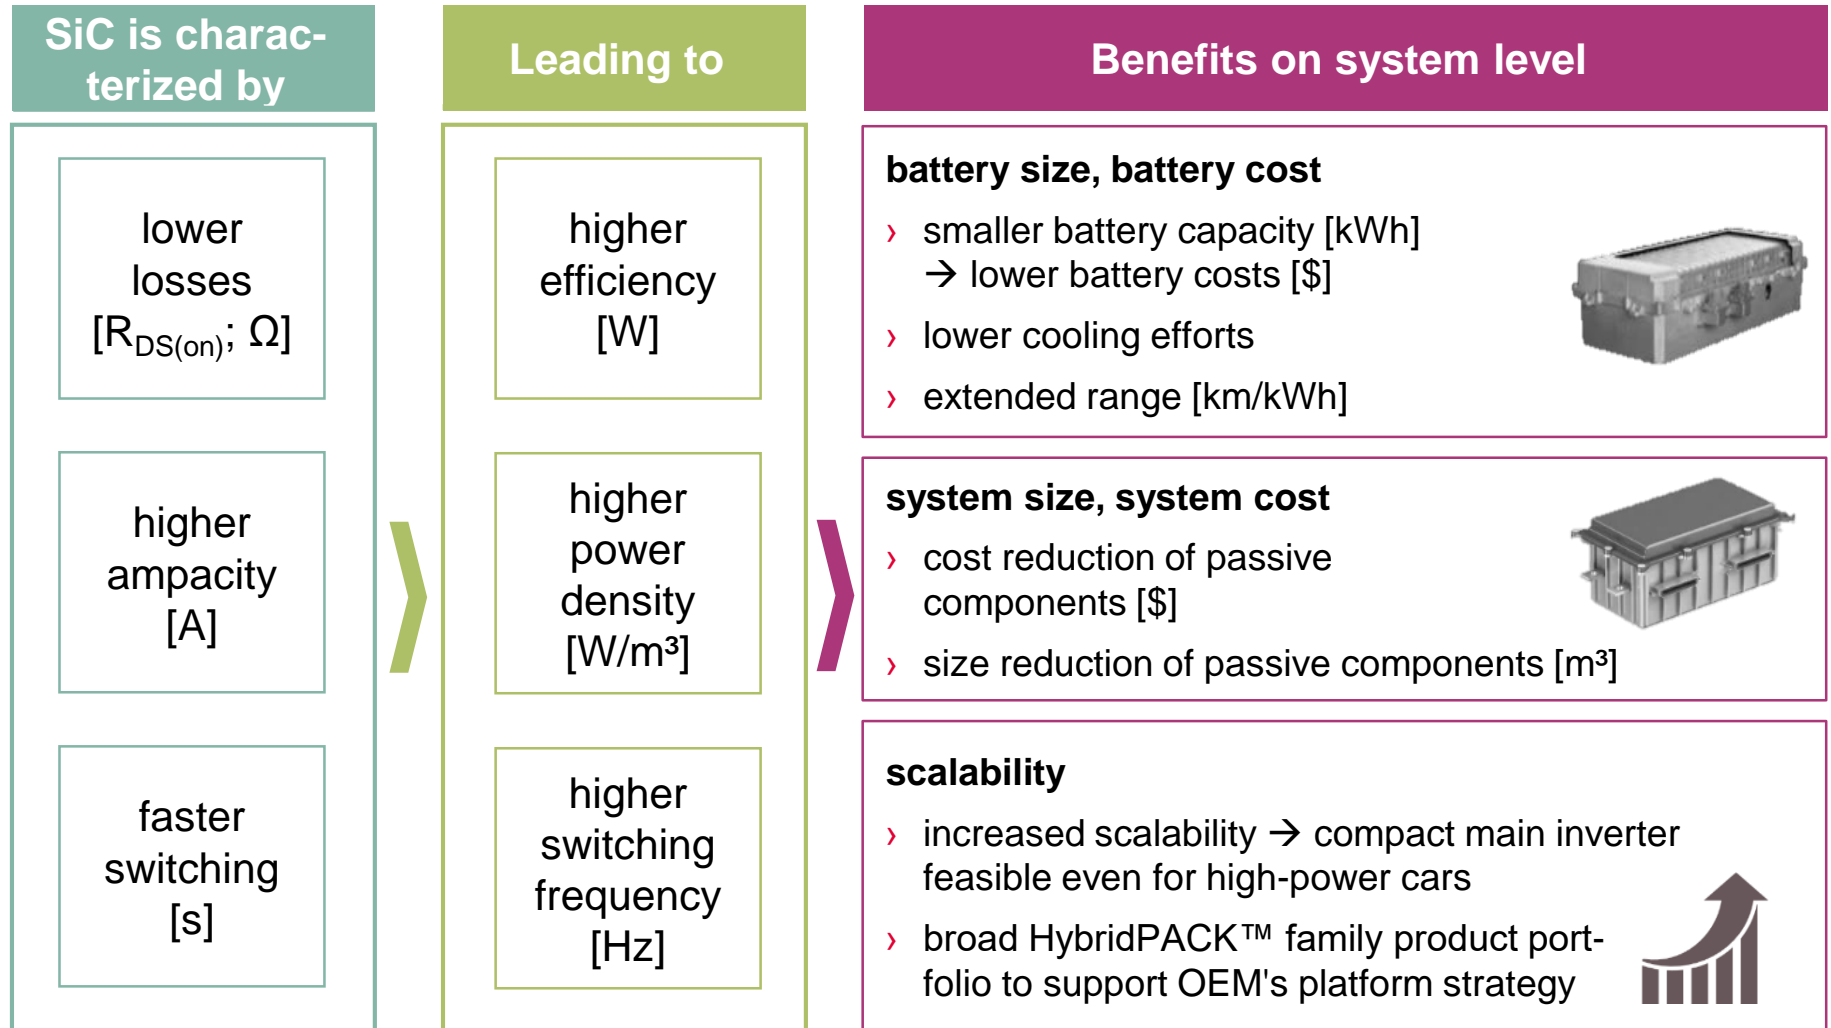 SiC is charac-
terized by
lower
losses
[R_DS(on); Ω]
higher
ampacity
[A]
faster
switching
[s]
Leading to
higher
efficiency
[W]
higher
power
density
[W/m³]
higher
switching
frequency
[Hz]
Benefits on system level
battery size, battery cost
› smaller battery capacity [kWh]
→ lower battery costs [$]
› lower cooling efforts
› extended range [km/kWh]
system size, system cost
› cost reduction of passive
components [$]
› size reduction of passive components [m³]
scalability
› increased scalability → compact main inverter
feasible even for high-power cars
› broad HybridPACK™ family product port-
folio to support OEM's platform strategy